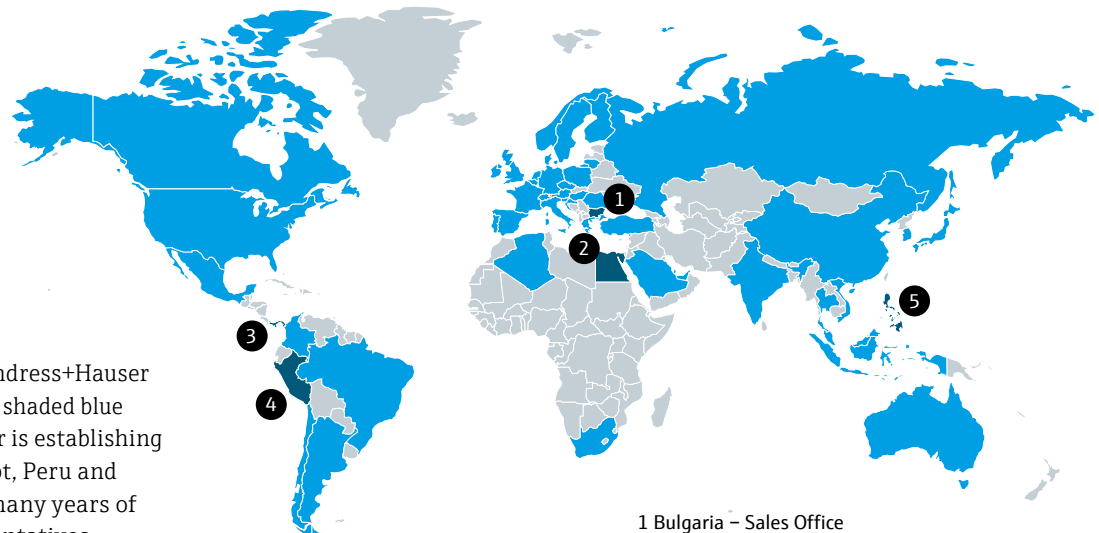 1
2
3
4
5
ndress+Hauser
shaded blue
r is establishing
ot, Peru and
many years of
1 Bulgaria – Sales Office